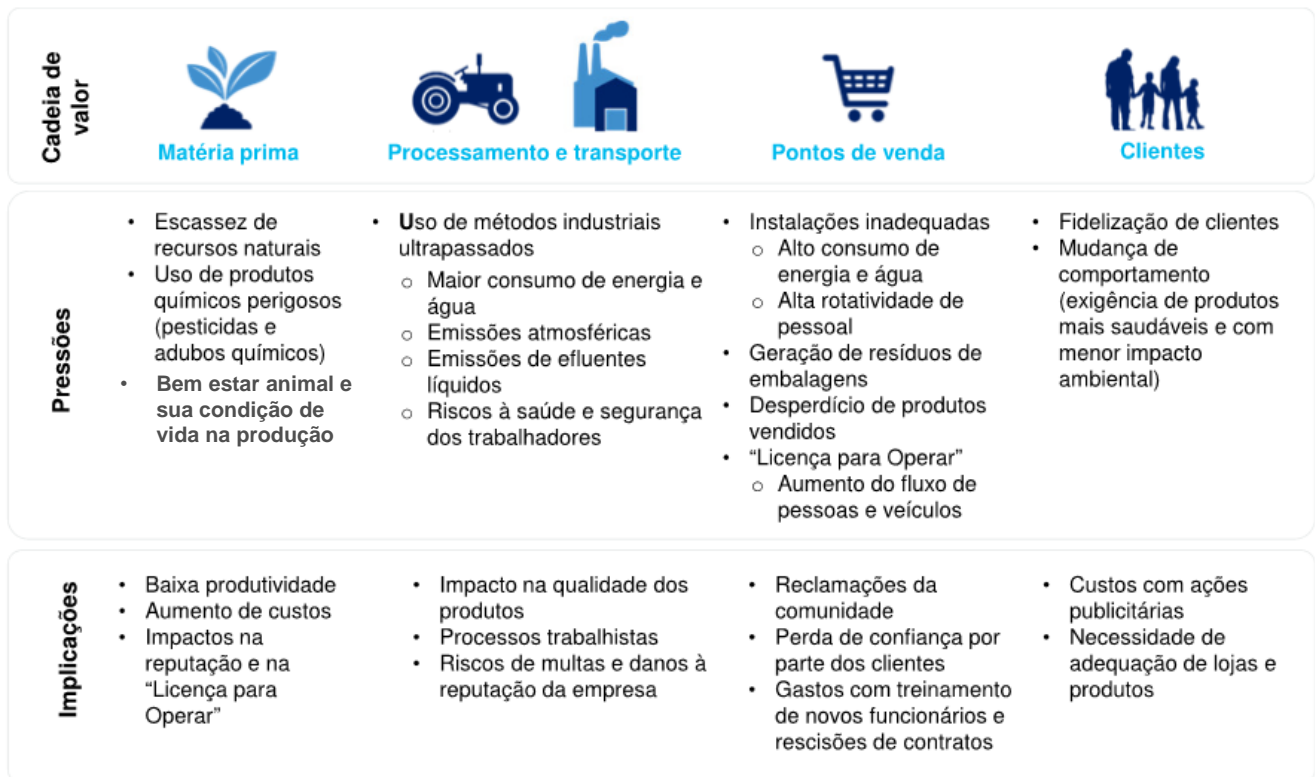 Cadeia de
valor
Matéria prima
Processamento e transporte
Pontos de venda
Clientes
Pressões
• Escassez de
recursos naturais
• Uso de produtos
químicos perigosos
(pesticidas e
adubos químicos)
• Bem estar animal e
sua condição de
vida na produção
• Uso de métodos industriais
ultrapassados
o Maior consumo de energia e
água
o Emissões atmosféricas
o Emissões de efluentes
líquidos
o Riscos à saúde e segurança
dos trabalhadores
• Instalações inadequadas
o Alto consumo de
energia e água
o Alta rotatividade de
pessoal
• Geração de resíduos de
embalagens
• Desperdício de produtos
vendidos
• “Licença para Operar”
o Aumento do fluxo de
pessoas e veículos
• Fidelização de clientes
• Mudança de
comportamento
(exigência de produtos
mais saudáveis e com
menor impacto
ambiental)
Implicações
• Baixa produtividade
• Aumento de custos
• Impactos na
reputação e na
“Licença para
Operar”
• Impacto na qualidade dos
produtos
• Processos trabalhistas
• Riscos de multas e danos à
reputação da empresa
• Reclamações da
comunidade
• Perda de confiança por
parte dos clientes
• Gastos com treinamento
de novos funcionários e
rescisões de contratos
• Custos com ações
publicitárias
• Necessidade de
adequação de lojas e
produtos